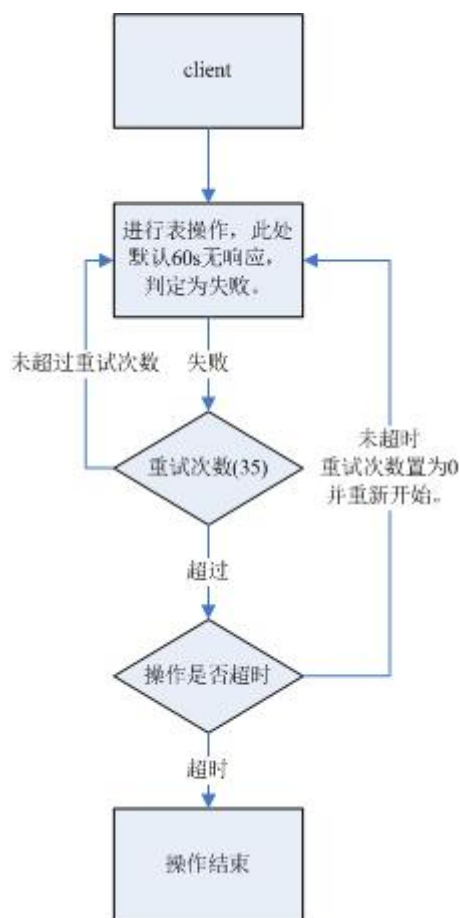 client
进行表操作，此处
默认60s无响应，
判定为失败。
未超过重试次数
失败
重试次数(35)
未超时
重试次数置为0
并重新开始。
超过
操作是否超时
超时
操作结束